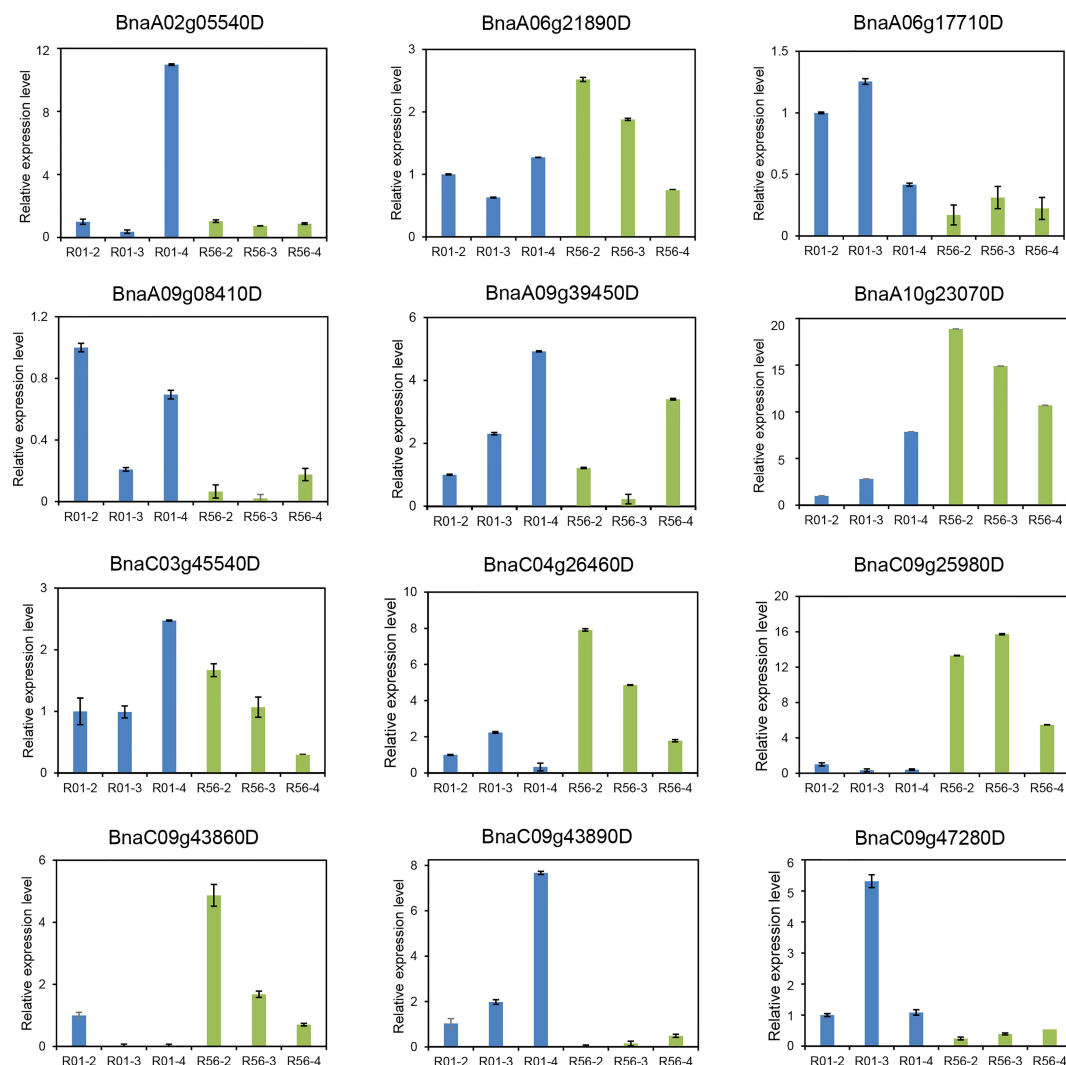 BnaA02g05540D
Relative expression level
12
8
4
0
R01-2 R01-3 R01-4 R56-2 R56-3 R56-4
BnaA06g21890D
Relative expression level
3
2
1
0
R01-2 R01-3 R01-4 R56-2 R56-3 R56-4
BnaA06g17710D
Relative expression level
1.5
1
0.5
0
R01-2 R01-3 R01-4 R56-2 R56-3 R56-4
BnaA09g08410D
Relative expression level
1.2
0.8
0.4
0
R01-2 R01-3 R01-4 R56-2 R56-3 R56-4
BnaA09g39450D
Relative expression level
6
4
2
0
R01-2 R01-3 R01-4 R56-2 R56-3 R56-4
BnaA10g23070D
Relative expression level
20
15
10
5
0
R01-2 R01-3 R01-4 R56-2 R56-3 R56-4
BnaC03g45540D
Relative expression level
3
2
1
0
R01-2 R01-3 R01-4 R56-2 R56-3 R56-4
BnaC04g26460D
Relative expression level
10
8
6
4
2
0
R01-2 R01-3 R01-4 R56-2 R56-3 R56-4
BnaC09g25980D
Relative expression level
20
16
12
8
4
0
R01-2 R01-3 R01-4 R56-2 R56-3 R56-4
BnaC09g43860D
Relative expression level
6
4
2
0
R01-2 R01-3 R01-4 R56-2 R56-3 R56-4
BnaC09g43890D
Relative expression level
8
6
4
2
0
R01-2 R01-3 R01-4 R56-2 R56-3 R56-4
BnaC09g47280D
Relative expression level
6
5
4
3
2
1
0
R01-2 R01-3 R01-4 R56-2 R56-3 R56-4